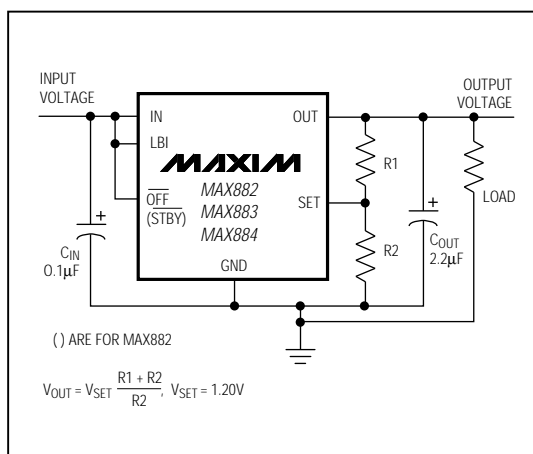 INPUT
VOLTAGE
OUTPUT
VOLTAGE
IN
OUT
LBI
MAXIM
R1
OFF
(STBY)
MAX882
MAX883
MAX884
SET
LOAD
+
CIN
0.1µF
+
COUT
2.2µF
R2
GND
( ) ARE FOR MAX882
VOUT = VSET (R1 + R2)/R2, VSET = 1.20V